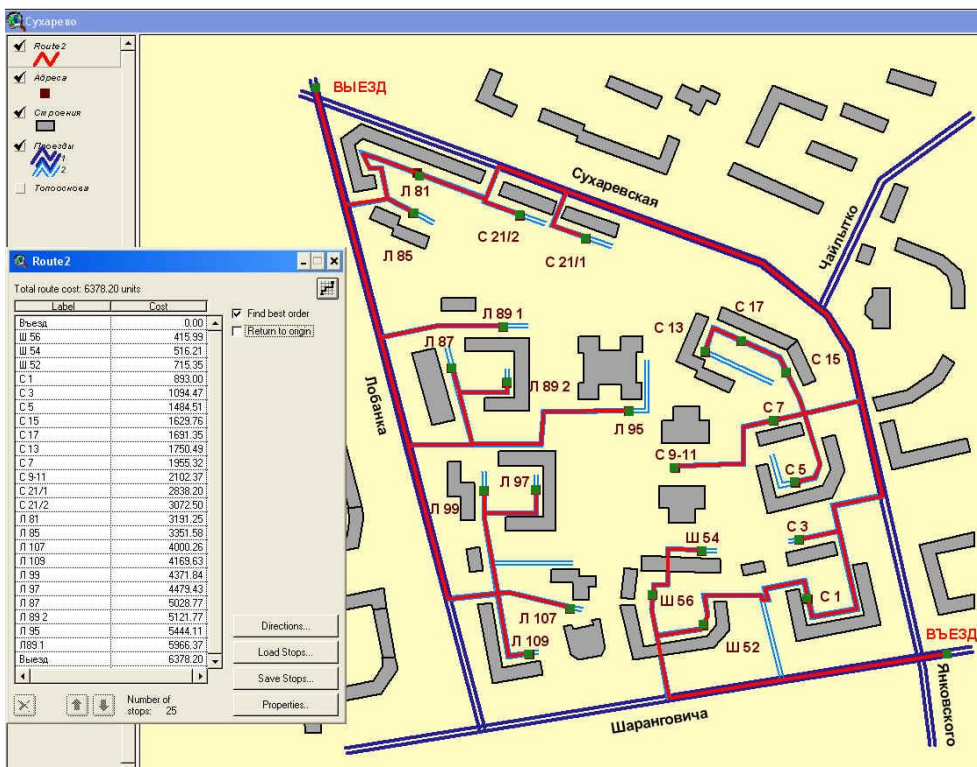 Сухарево
Route2
Адреса
Строения
Проезды
1
2
Топооснова
ВЫЕЗД
Сухаревская
Чайлытко
Л 81
Л 85
С 21/2
С 21/1
Л 89 1
Л 87
Л 89 2
С 13
С 17
С 15
Лобанка
Л 95
С 7
С 9-11
С 5
Л 99
Л 97
С 3
Ш 54
Ш 56
С 1
Л 107
Л 109
Ш 52
ВЪЕЗД
Янковского
Шаранговича
Route2
Total route cost: 6378.20 units
Label Cost
Въезд 0.00
Ш 56 415.99
Ш 54 516.21
Ш 52 715.35
С 1 893.00
С 3 1094.47
С 5 1484.51
С 15 1629.76
С 17 1691.35
С 13 1750.49
С 7 1955.32
С 9-11 2102.37
С 21/1 2838.20
С 21/2 3072.50
Л 81 3191.25
Л 85 3351.58
Л 107 4000.26
Л 109 4169.63
Л 99 4371.84
Л 97 4479.43
Л 87 5028.77
Л 89 2 5121.77
Л 95 5444.11
Л89 1 5966.37
Выезд 6378.20
Find best order
Return to origin
Directions...
Load Stops...
Save Stops...
Properties..
Number of
stops: 25